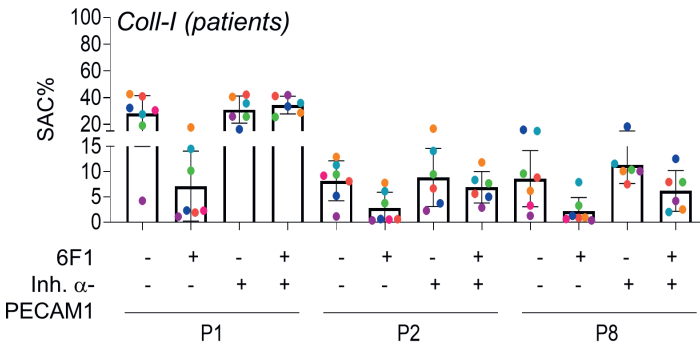 Coll-I (patients)
SAC%
100
80
60
40
20
15
10
5
0
6F1 - + - + - + - + - + - +
Inh. α- - - + + - - + + - - + +
PECAM1
P1 P2 P8